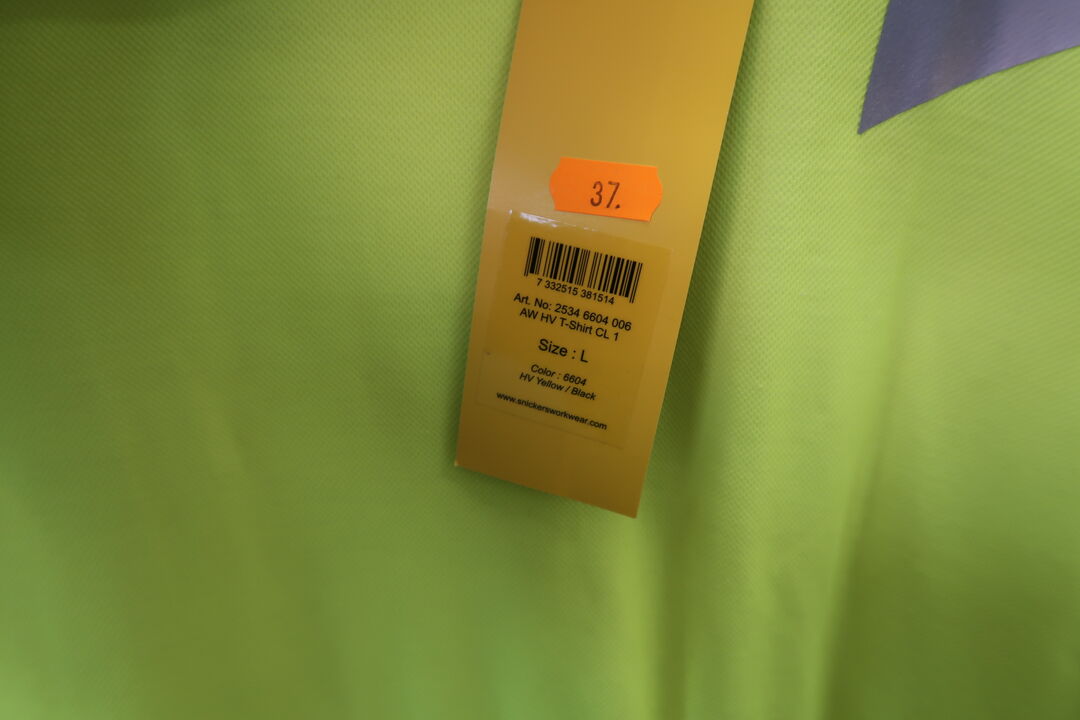 37.
7 332515 381514
Art. No: 2534 6604 006
AW HV T-Shirt CL 1
Size : L
Color : 6604
HV Yellow / Black
www.snickersworkwear.com